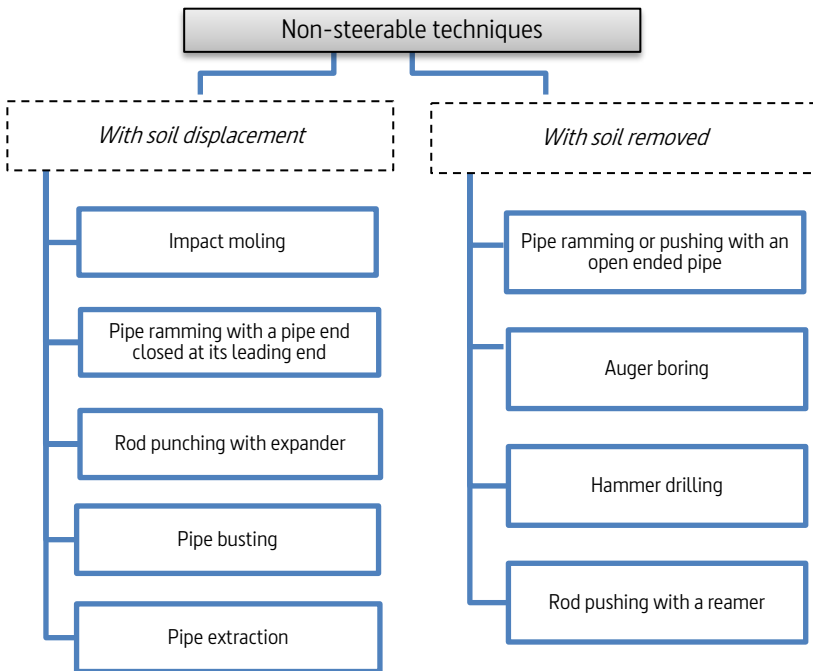 Non-steerable techniques
With soil displacement
Impact moling
Pipe ramming with a pipe end
closed at its leading end
Rod punching with expander
Pipe busting
Pipe extraction
With soil removed
Pipe ramming or pushing with an
open ended pipe
Auger boring
Hammer drilling
Rod pushing with a reamer